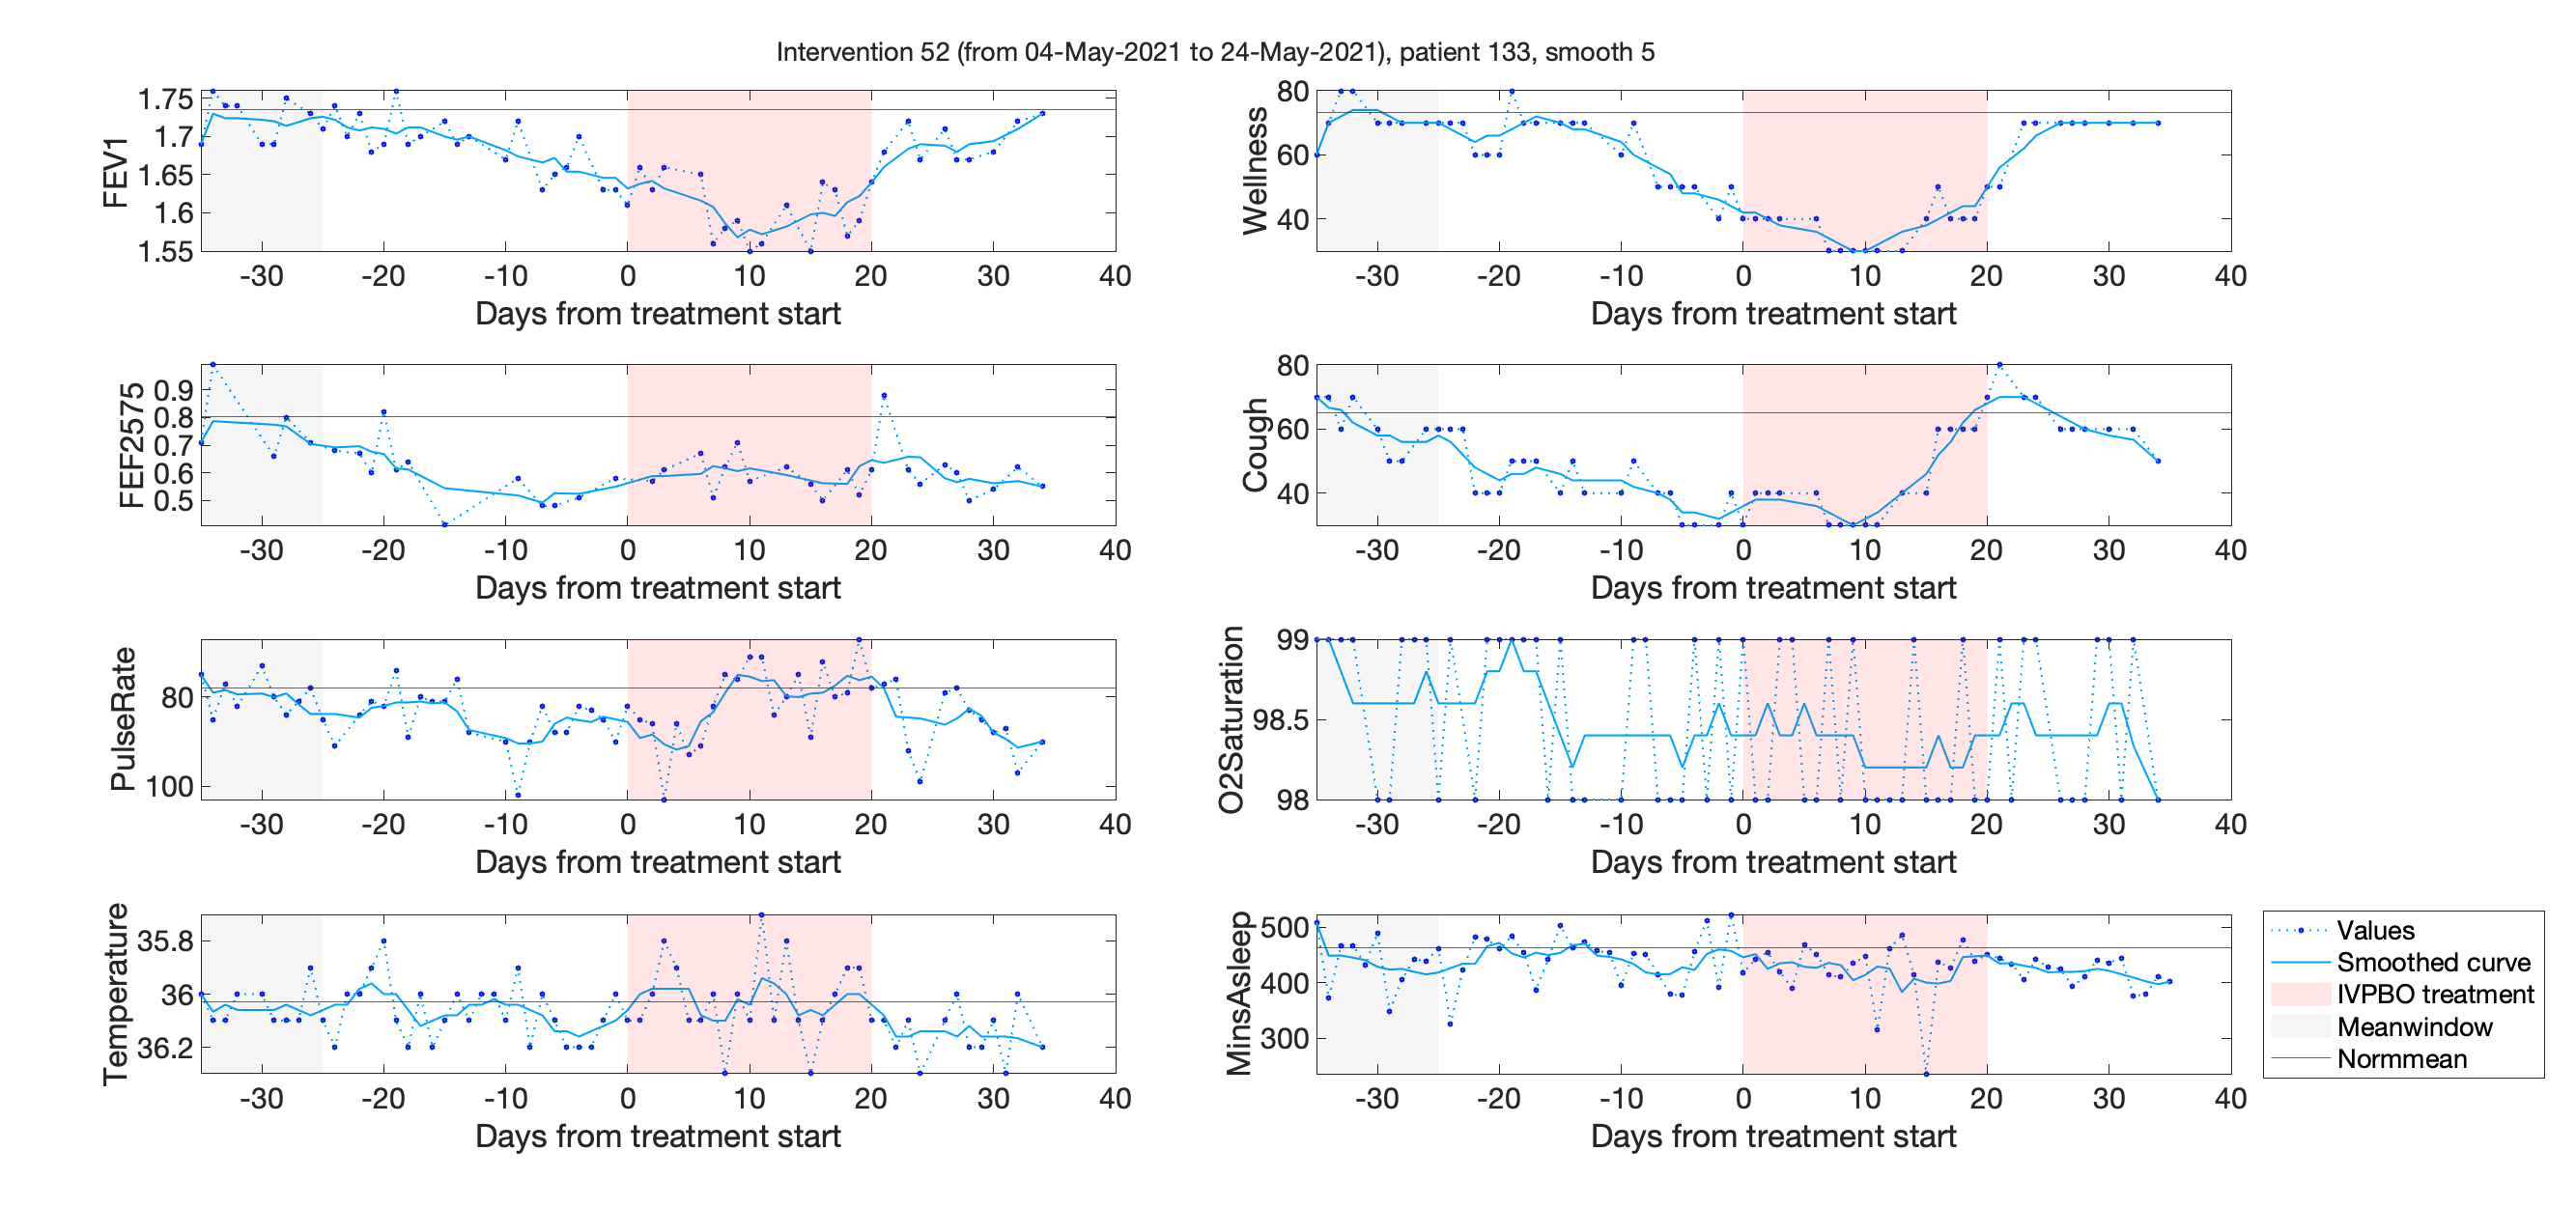 Intervention 52 (from 04-May-2021 to 24-May-2021), patient 133, smooth 5
FEV1
1.75
1.7
1.65
1.6
1.55
-30 -20 -10 0 10 20 30 40
Days from treatment start
Wellness
80
60
40
-30 -20 -10 0 10 20 30 40
Days from treatment start
FEF2575
0.9
0.8
0.7
0.6
0.5
-30 -20 -10 0 10 20 30 40
Days from treatment start
Cough
80
60
40
-30 -20 -10 0 10 20 30 40
Days from treatment start
PulseRate
80
100
-30 -20 -10 0 10 20 30 40
Days from treatment start
O2Saturation
99
98.5
98
-30 -20 -10 0 10 20 30 40
Days from treatment start
Temperature
35.8
36
36.2
-30 -20 -10 0 10 20 30 40
Days from treatment start
MinsAsleep
500
400
300
-30 -20 -10 0 10 20 30 40
Days from treatment start
Values
Smoothed curve
IVPBO treatment
Meanwindow
Normmean